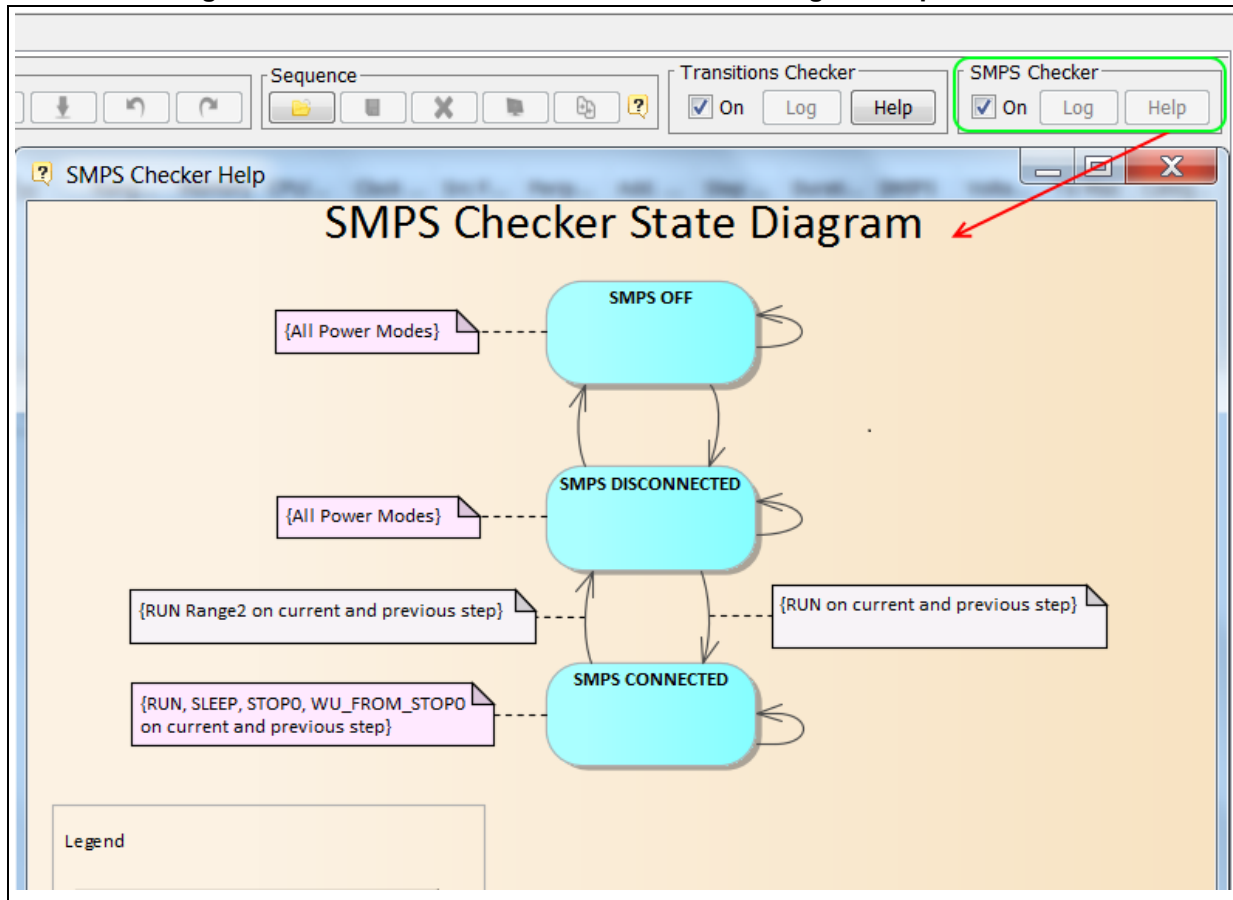 Sequence
Transitions Checker
SMPS Checker
On Log Help
On Log Help
SMPS Checker Help
SMPS Checker State Diagram
SMPS OFF
{All Power Modes}
SMPS DISCONNECTED
{All Power Modes}
{RUN Range2 on current and previous step}
{RUN on current and previous step}
SMPS CONNECTED
{RUN, SLEEP, STOP0, WU_FROM_STOP0
on current and previous step}
Legend